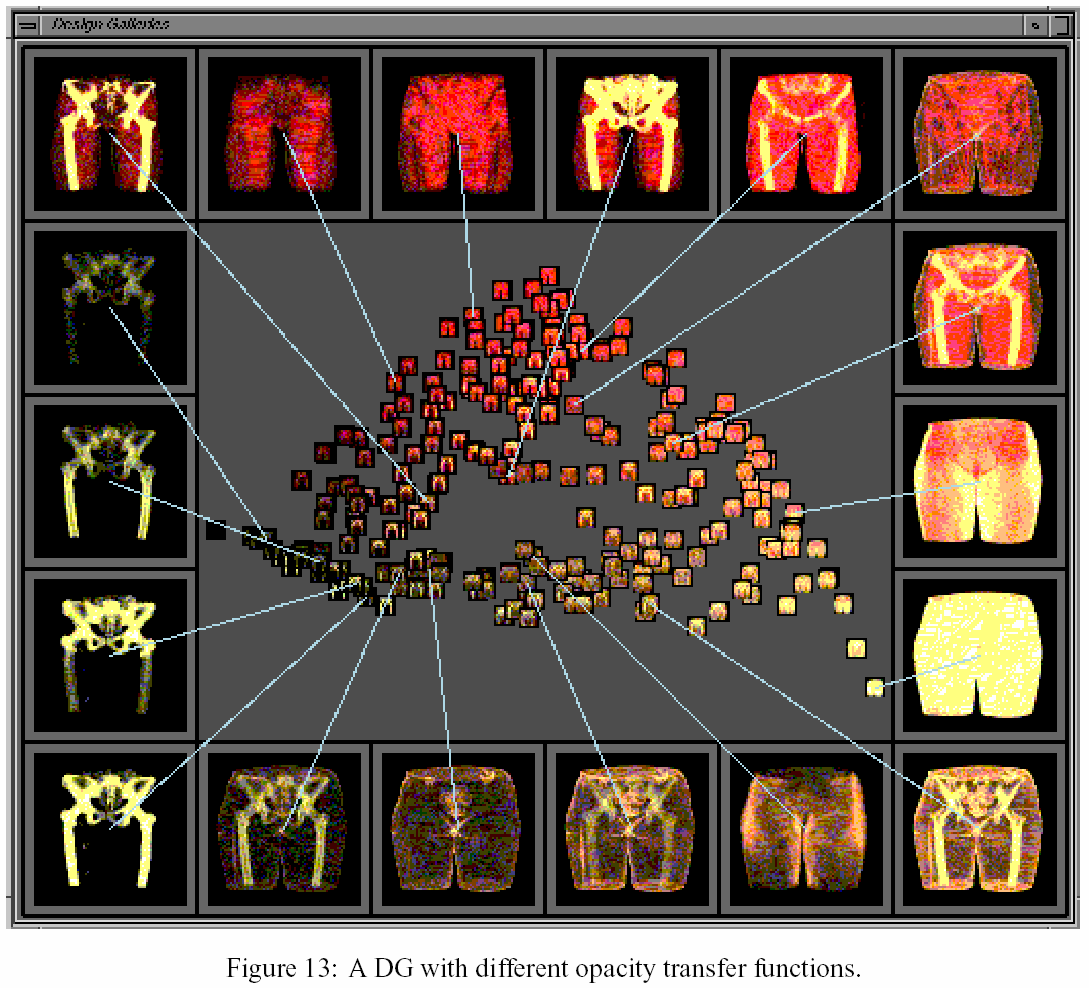 Design Galleries
Figure 13: A DG with different opacity transfer functions.